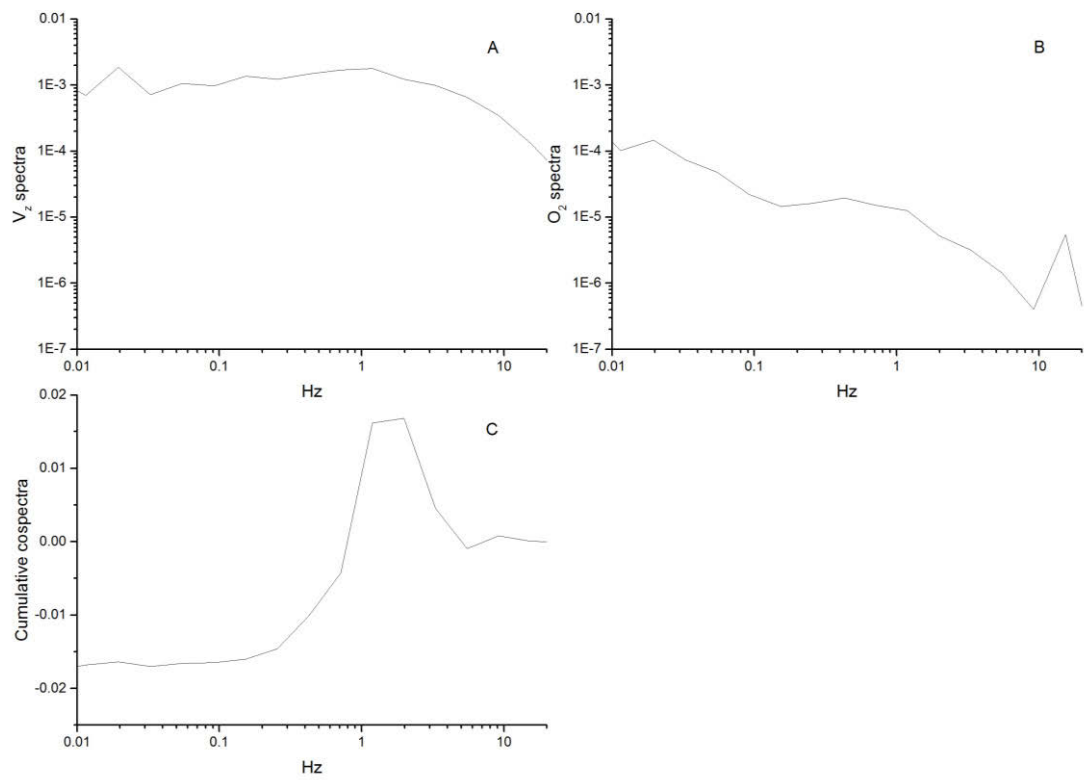 A
0.01
1E-3
1E-4
1E-5
1E-6
1E-7
V_z spectra
0.01 0.1 1 10
Hz
B
0.01
1E-3
1E-4
1E-5
1E-6
1E-7
O_2 spectra
0.01 0.1 1 10
Hz
C
0.02
0.01
0.00
-0.01
-0.02
Cumulative cospectra
0.01 0.1 1 10
Hz